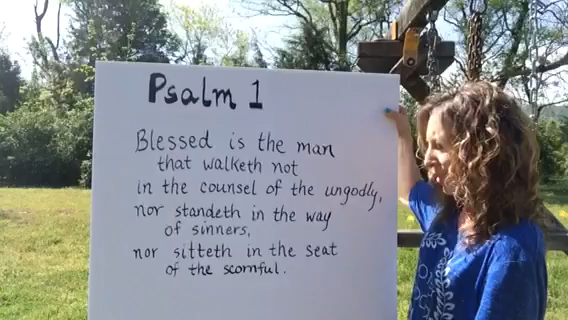 Psalm 1
Blessed is the man
that walketh not
in the counsel of the ungodly,
nor standeth in the way
of sinners,
nor sitteth in the seat
of the scornful.